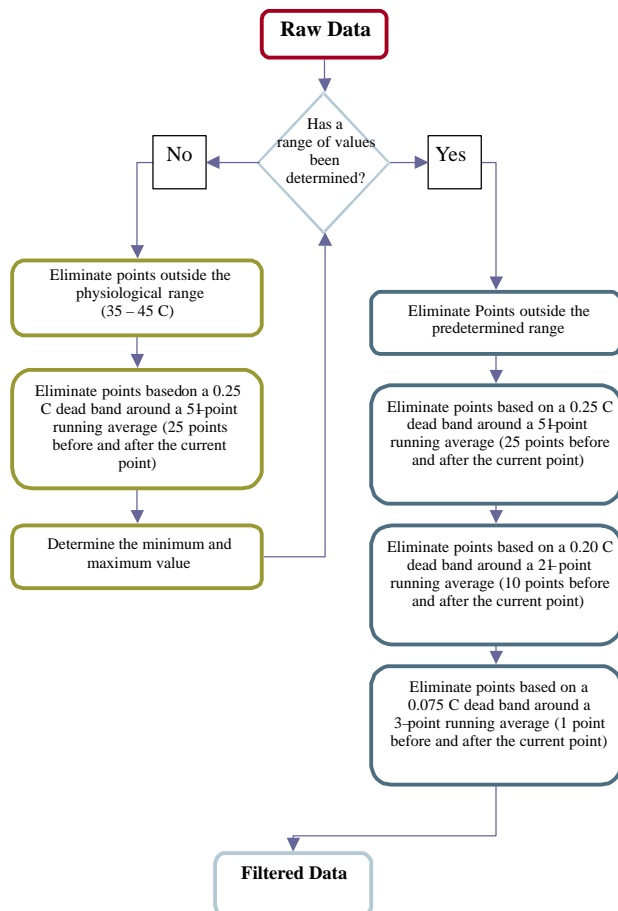 Raw Data
Has a
range of values
been
determined?
No
Yes
Eliminate points outside the
physiological range
(35 – 45 C)
Eliminate points basedon a 0.25
C dead band around a 51-point
running average (25 points
before and after the current
point)
Determine the minimum and
maximum value
Eliminate Points outside the
predetermined range
Eliminate points based on a 0.25 C
dead band around a 51-point
running average (25 points before
and after the current point)
Eliminate points based on a 0.20 C
dead band around a 21-point
running average (10 points before
and after the current point)
Eliminate points based on a
0.075 C dead band around a
3-point running average (1 point
before and after the current point)
Filtered Data